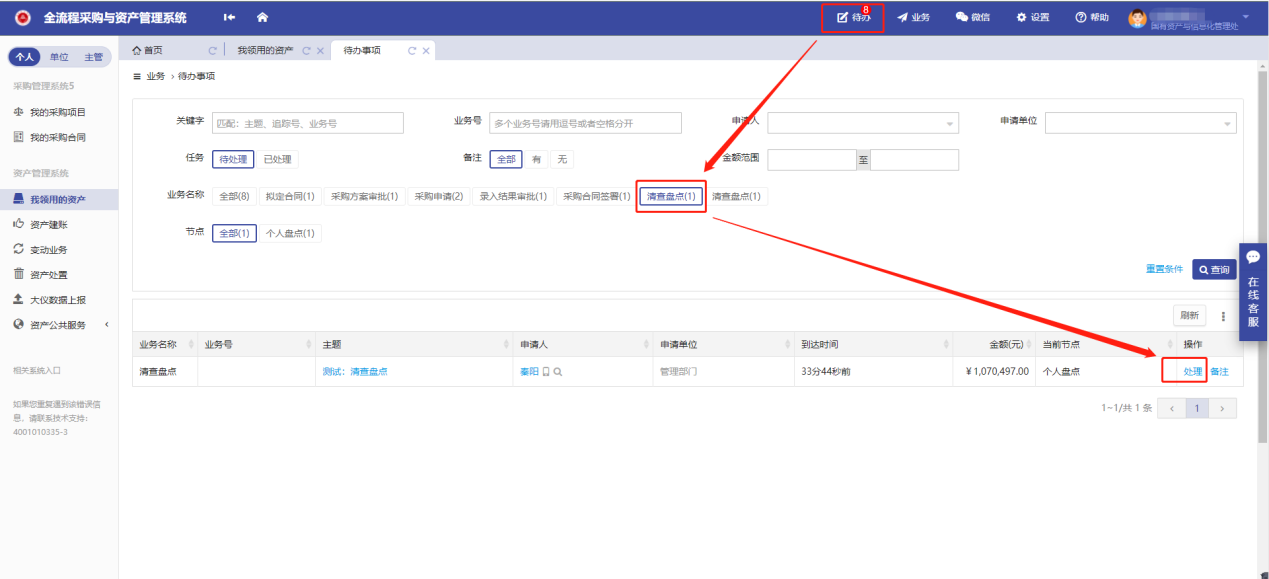 全流程采购与资产管理系统
待办 8 业务 微信 设置 帮助
国有资产与信息化管理处
个人 单位 主管
首页 我领用的资产 待办事项
业务 › 待办事项
采购管理系统5
我的采购项目
我的采购合同
资产管理系统
我领用的资产
资产建账
变动业务
资产处置
大仪数据上报
资产公共服务
相关系统入口
如果您重复遇到该错误信
息，请联系技术支持：
4001010335-3
关键字 匹配：主题、追踪号、业务号 业务号 多个业务号请用逗号或者空格分开 申请人 申请单位
任务 待处理 已处理 备注 全部 有 无 金额范围 至
业务名称 全部(8) 拟定合同(1) 采购方案审批(1) 采购申请(2) 录入结果审批(1) 采购合同签署(1) 清查盘点(1) 清查盘点(1)
节点 全部(1) 个人盘点(1)
重置条件 查询
在线客服
刷新
业务名称 业务号 主题 申请人 申请单位 到达时间 金额(元) 当前节点 操作
清查盘点 测试：清查盘点 秦阳 管理部门 33分44秒前 ¥ 1,070,497.00 个人盘点 处理 备注
1~1/共 1 条 ‹ 1 ›